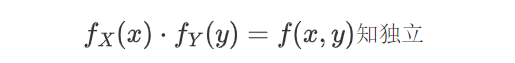 f_X(x) · f_Y(y) = f(x, y)知独立